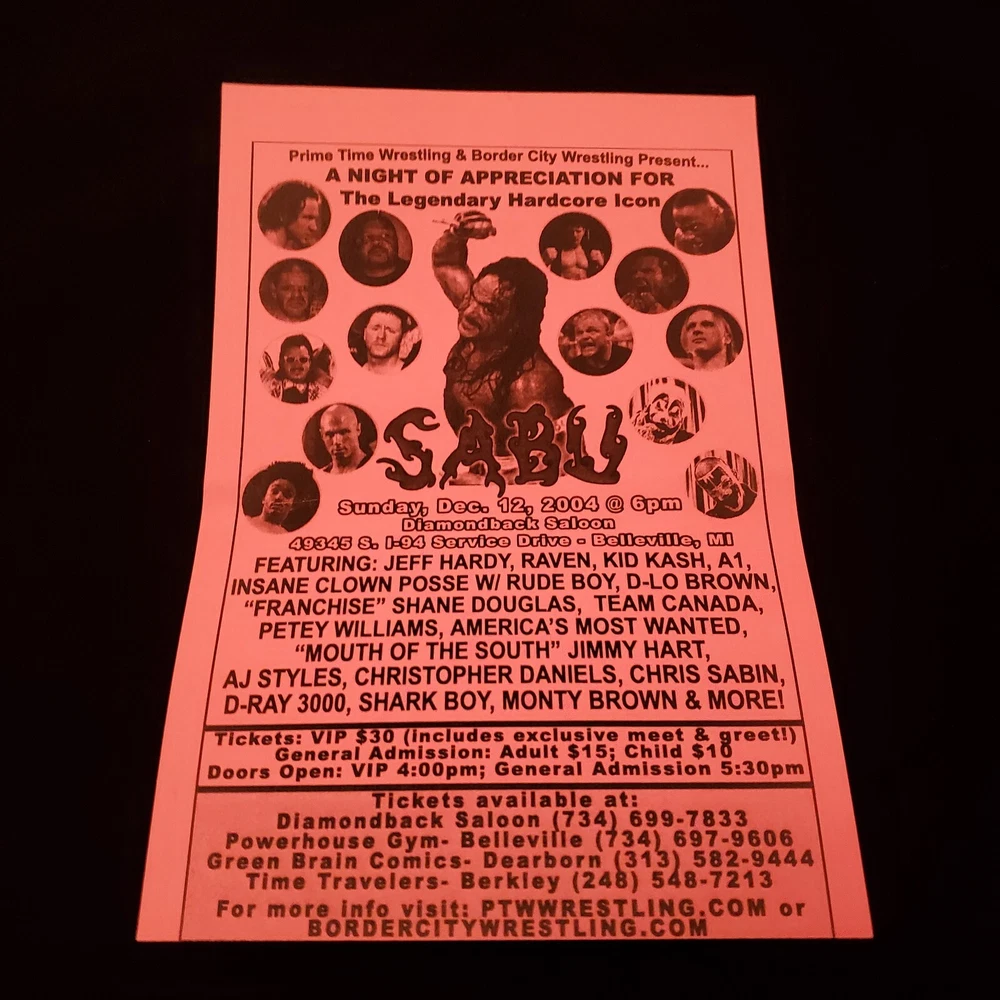 Prime Time Wrestling & Border City Wrestling Present...
A NIGHT OF APPRECIATION FOR
The Legendary Hardcore Icon
SABU
Sunday, Dec. 12, 2004 @ 6pm
Diamondback Saloon
49345 S. I-94 Service Drive - Belleville, MI
FEATURING: JEFF HARDY, RAVEN, KID KASH, A1,
INSANE CLOWN POSSE W/ RUDE BOY, D-LO BROWN,
"FRANCHISE" SHANE DOUGLAS, TEAM CANADA,
PETEY WILLIAMS, AMERICA'S MOST WANTED,
"MOUTH OF THE SOUTH" JIMMY HART,
AJ STYLES, CHRISTOPHER DANIELS, CHRIS SABIN,
D-RAY 3000, SHARK BOY, MONTY BROWN & MORE!
Tickets: VIP $30 (includes exclusive meet & greet!)
General Admission: Adult $15; Child $10
Doors Open: VIP 4:00pm; General Admission 5:30pm
Tickets available at:
Diamondback Saloon (734) 699-7833
Powerhouse Gym- Belleville (734) 697-9606
Green Brain Comics- Dearborn (313) 582-9444
Time Travelers- Berkley (248) 548-7213
For more info visit: PTWWRESTLING.COM or
BORDERCITYWRESTLING.COM